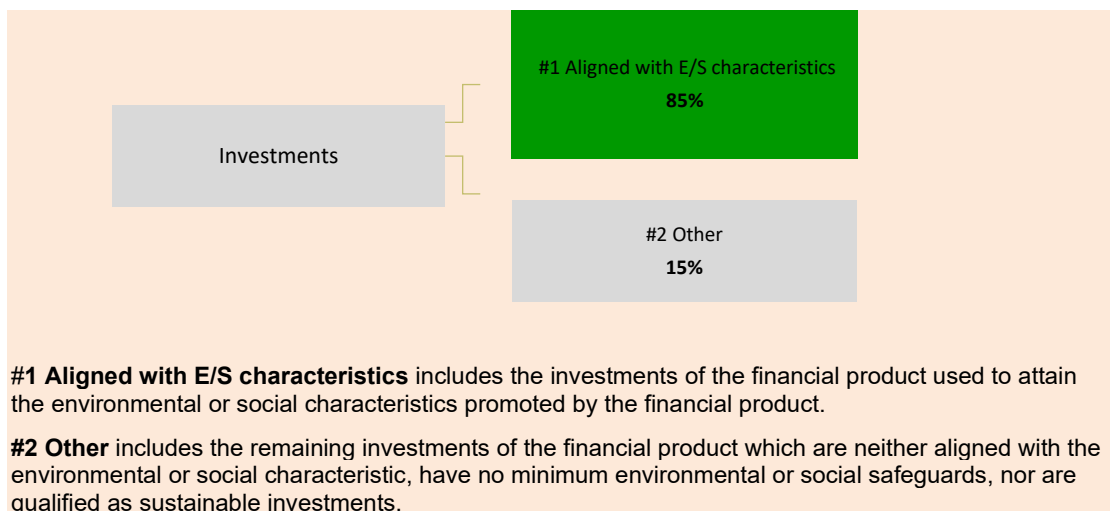 #1 Aligned with E/S characteristics
85%
Investments
#2 Other
15%
#1 Aligned with E/S characteristics includes the investments of the financial product used to attain
the environmental or social characteristics promoted by the financial product.
#2 Other includes the remaining investments of the financial product which are neither aligned with the
environmental or social characteristic, have no minimum environmental or social safeguards, nor are
qualified as sustainable investments.